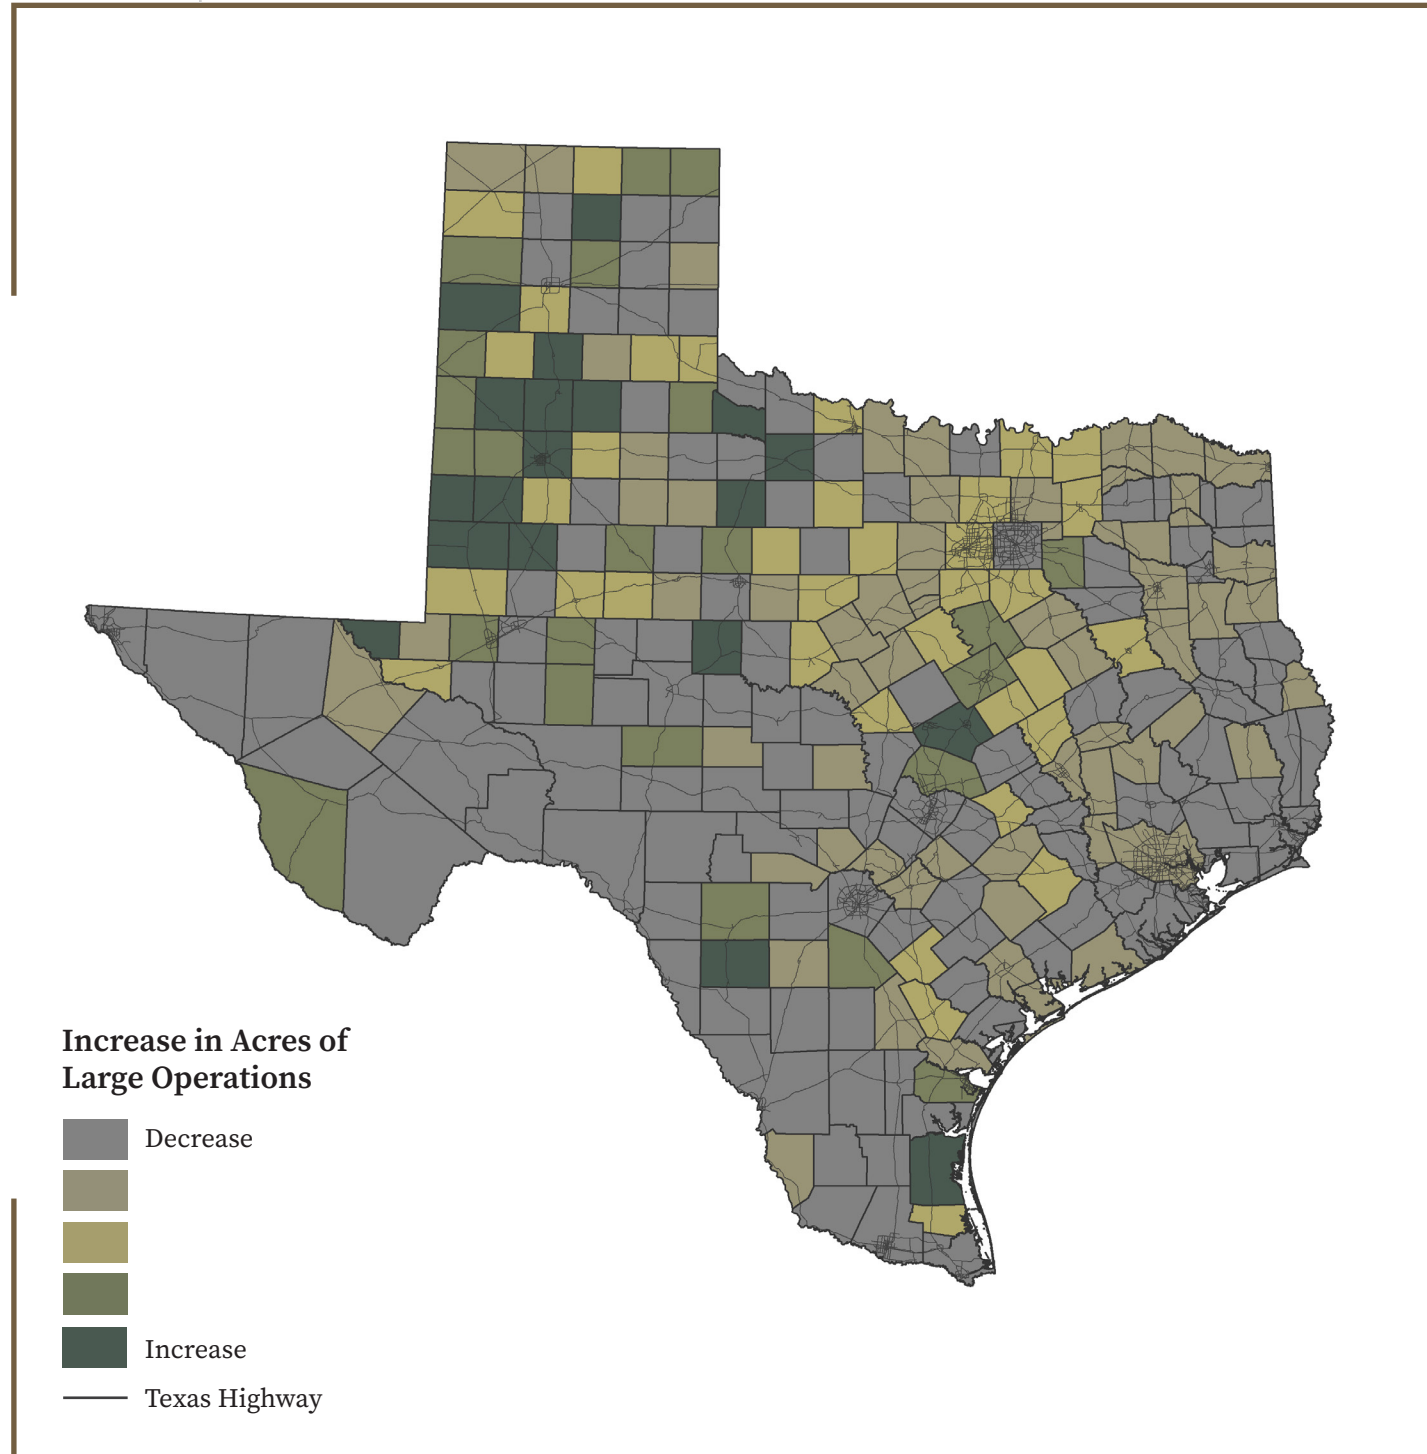 Increase in Acres of
Large Operations
Decrease
Increase
Texas Highway